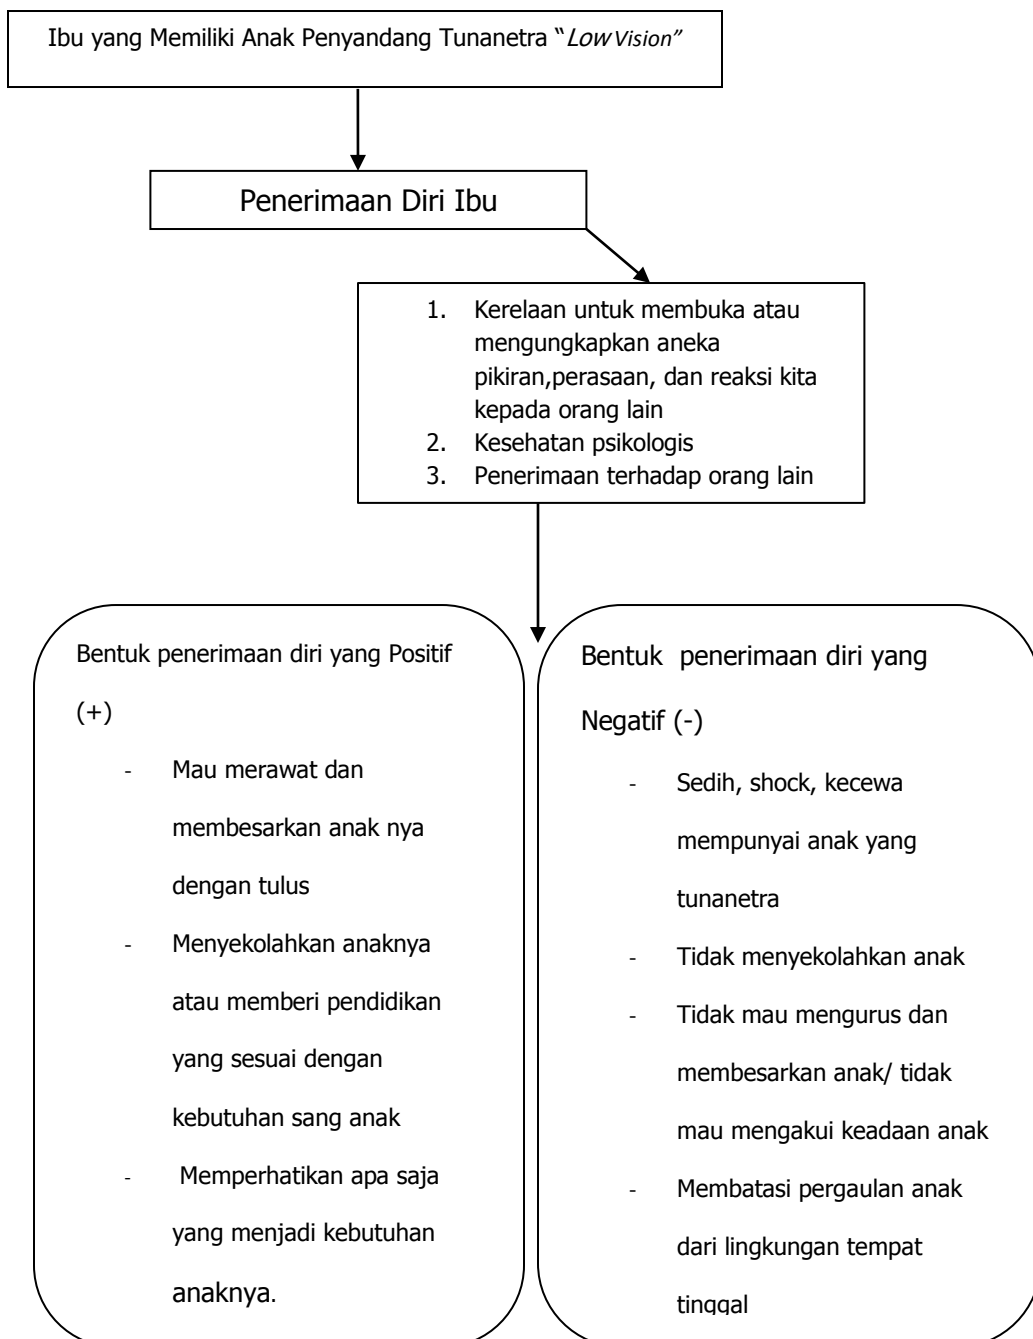 Ibu yang Memiliki Anak Penyandang Tunanetra “Low Vision”
Penerimaan Diri Ibu
1. Kerelaan untuk membuka atau
mengungkapkan aneka
pikiran,perasaan, dan reaksi kita
kepada orang lain
2. Kesehatan psikologis
3. Penerimaan terhadap orang lain
Bentuk penerimaan diri yang Positif
(+)
- Mau merawat dan
membesarkan anak nya
dengan tulus
- Menyekolahkan anaknya
atau memberi pendidikan
yang sesuai dengan
kebutuhan sang anak
- Memperhatikan apa saja
yang menjadi kebutuhan
anaknya.
Bentuk penerimaan diri yang
Negatif (-)
- Sedih, shock, kecewa
mempunyai anak yang
tunanetra
- Tidak menyekolahkan anak
- Tidak mau mengurus dan
membesarkan anak/ tidak
mau mengakui keadaan anak
- Membatasi pergaulan anak
dari lingkungan tempat
tinggal